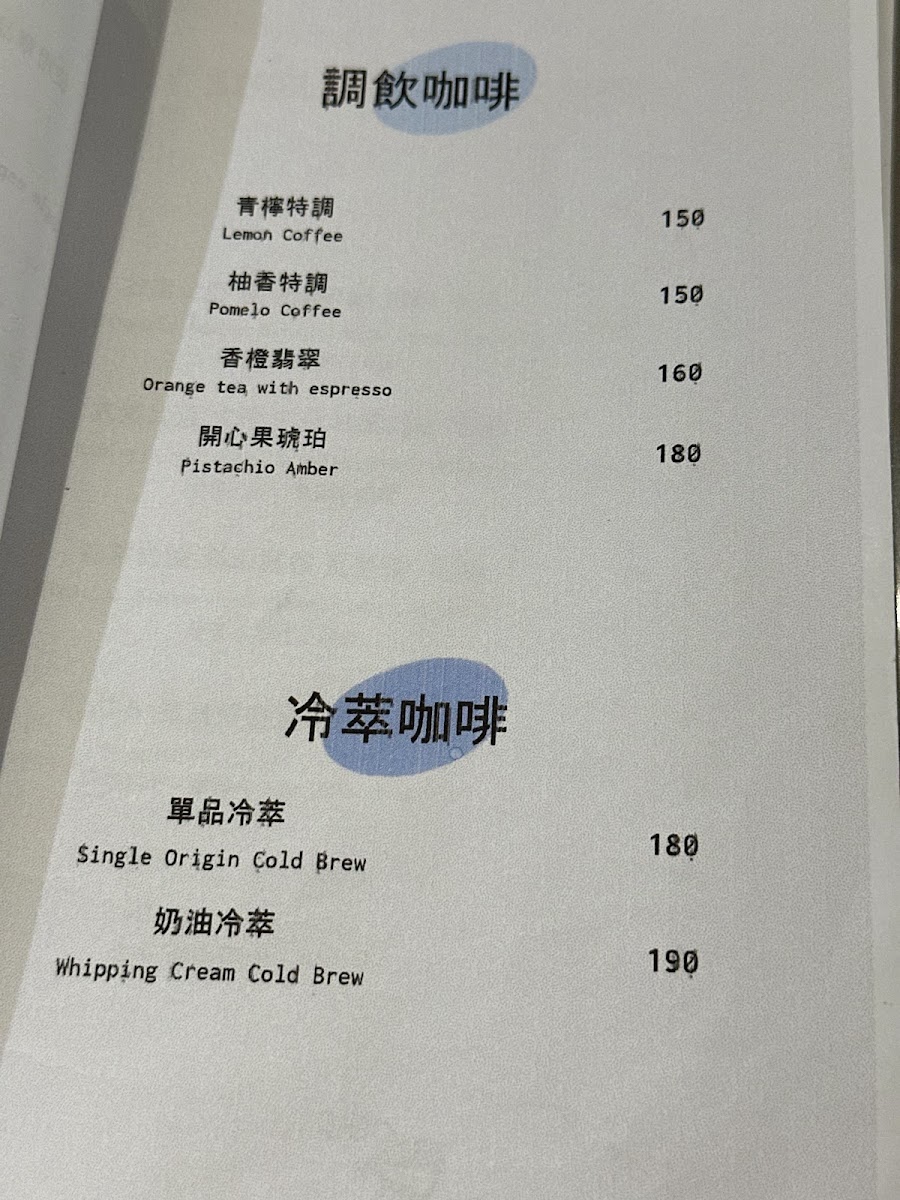 調飲咖啡
青檸特調
Lemon Coffee
150
柚香特調
Pomelo Coffee
150
香橙翡翠
Orange tea with espresso
160
開心果琥珀
Pistachio Amber
180
冷萃咖啡
單品冷萃
Single Origin Cold Brew
180
奶油冷萃
Whipping Cream Cold Brew
190